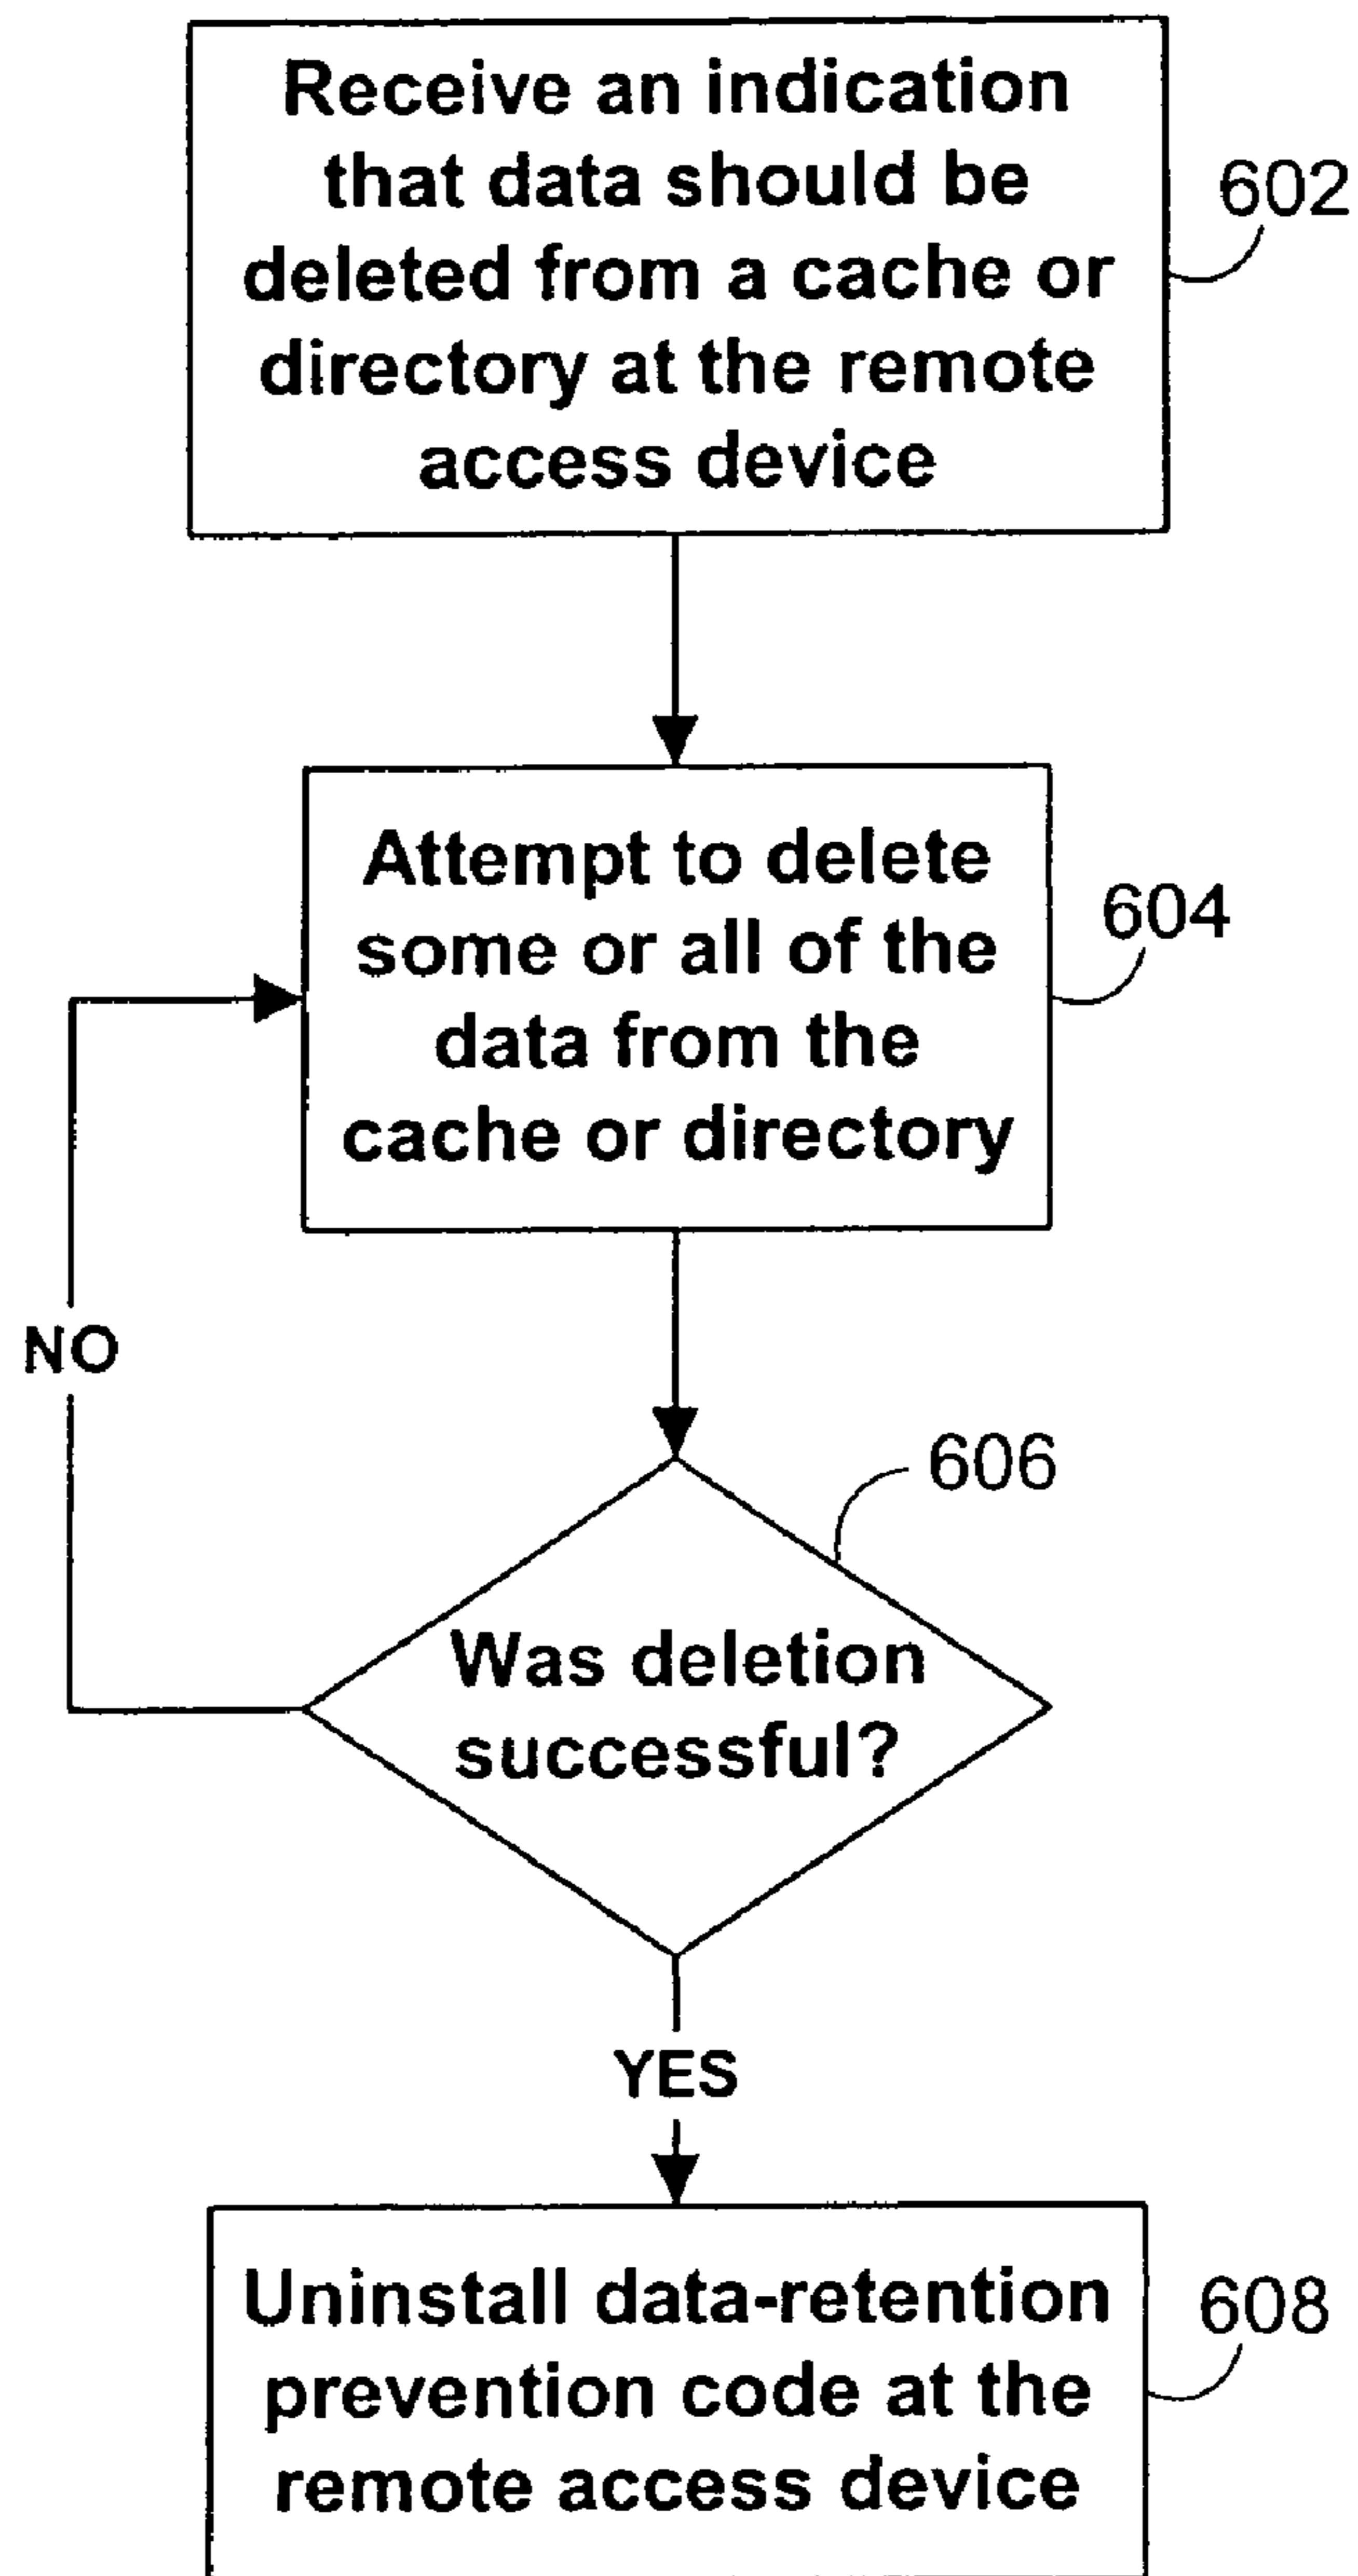 Receive an indication
that data should be
deleted from a cache or
directory at the remote
access device
602
Attempt to delete
some or all of the
data from the
cache or directory
604
NO
606
Was deletion
successful?
YES
Uninstall data-retention
prevention code at the
remote access device
608